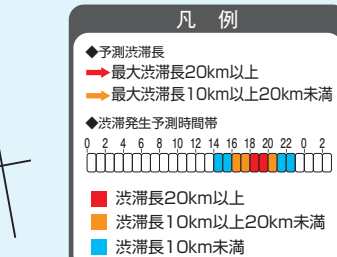 凡 例
◆予測渋滞長
最大渋滞長20km以上
最大渋滞長10km以上20km未満
◆渋滞発生予測時間帯
0 2 4 6 8 10 12 14 16 18 20 22 0 2
渋滞長20km以上
渋滞長10km以上20km未満
渋滞長10km未満